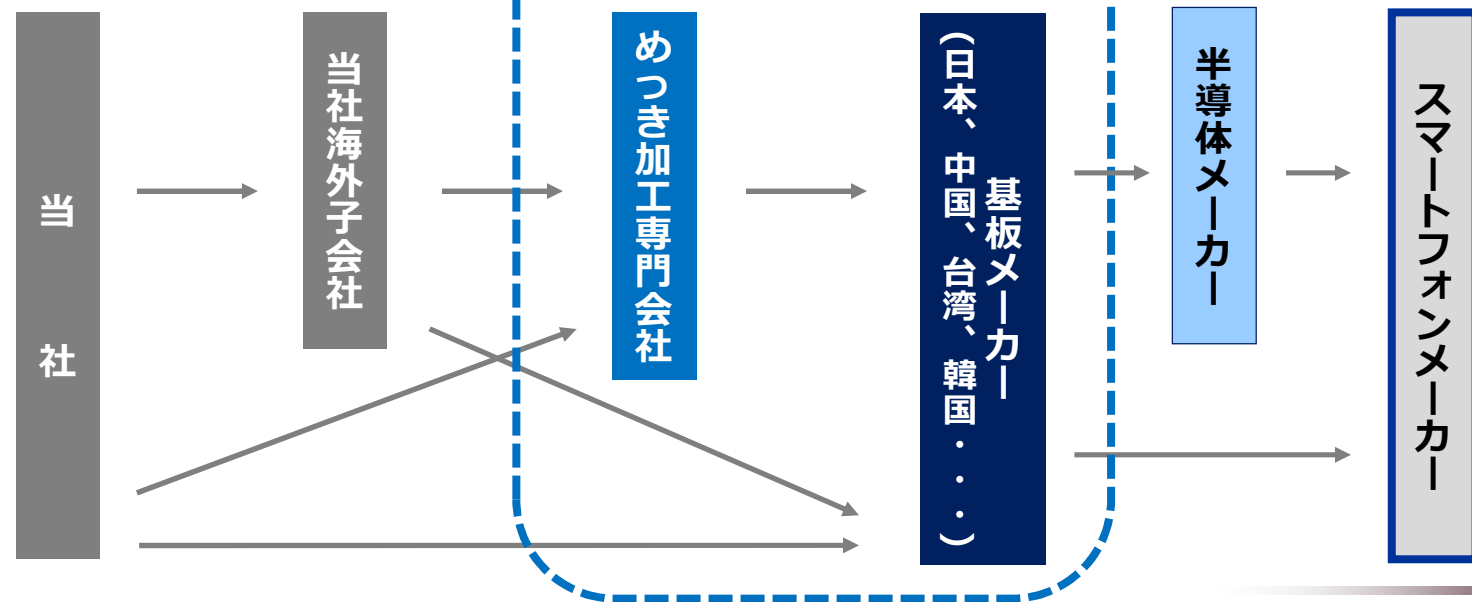 当社
当社海外子会社
めっき加工専門会社
基板メーカー
(日本、中国、台湾、韓国・・・・)
半導体メーカー
スマートフォンメーカー